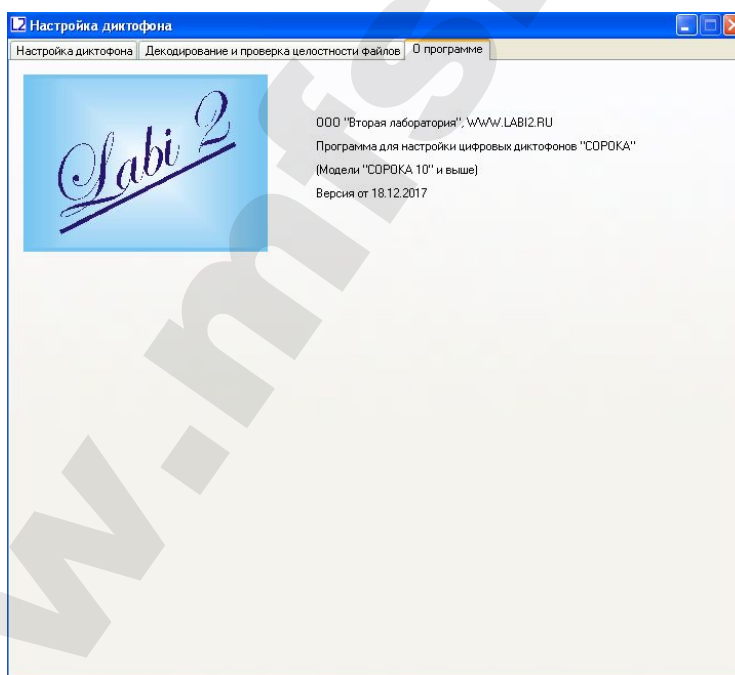 Настройка диктофона
Настройка диктофона Декодирование и проверка целостности файлов О программе
Labi 2
ООО "Вторая лаборатория", WWW.LABI2.RU
Программа для настройки цифровых диктофонов "СОРОКА"
(Модели "СОРОКА 10" и выше)
Версия от 18.12.2017
w.mfs